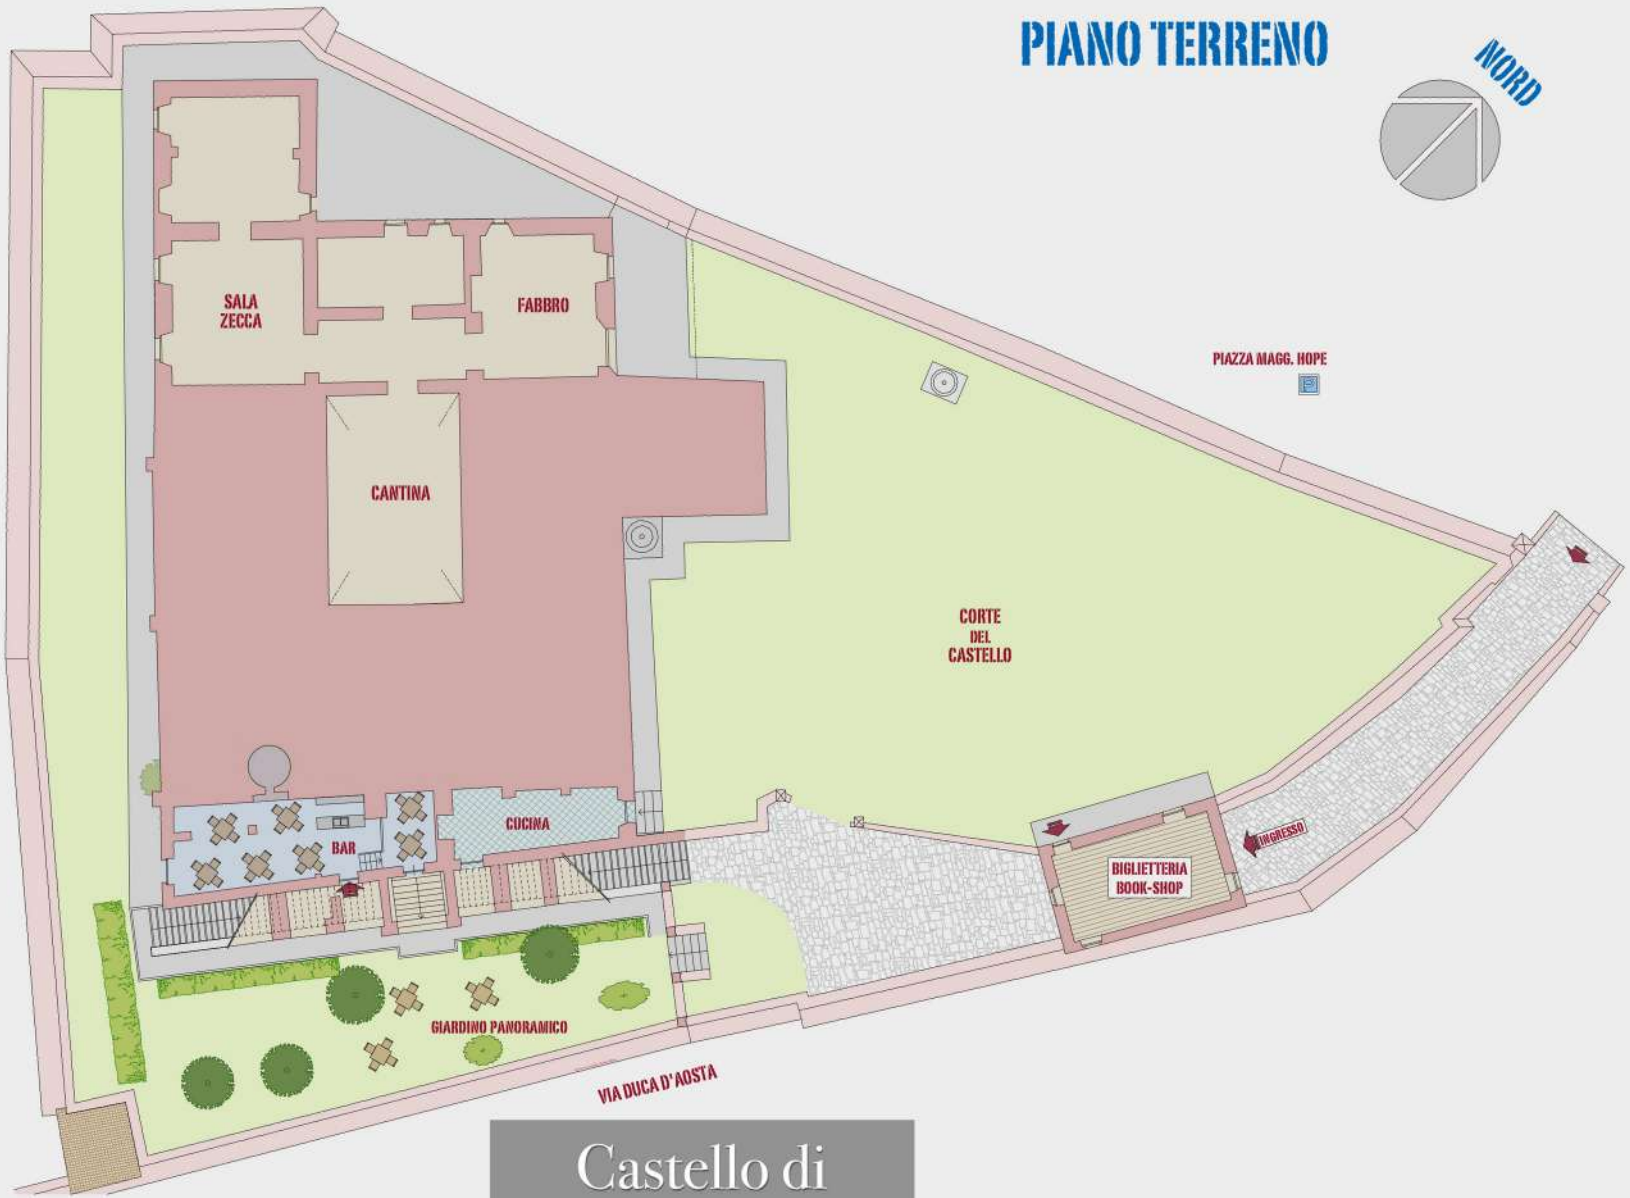 PIANO TERRENO
NORD
SALA
ZECCA
FABBRO
PIAZZA MAGG. HOPE
P
CANTINA
CORTE
DEL
CASTELLO
CUCINA
BAR
INGRESSO
BIGLIETTERIA
BOOK-SHOP
GIARDINO PANORAMICO
VIA DUCA D'AOSTA
Castello di